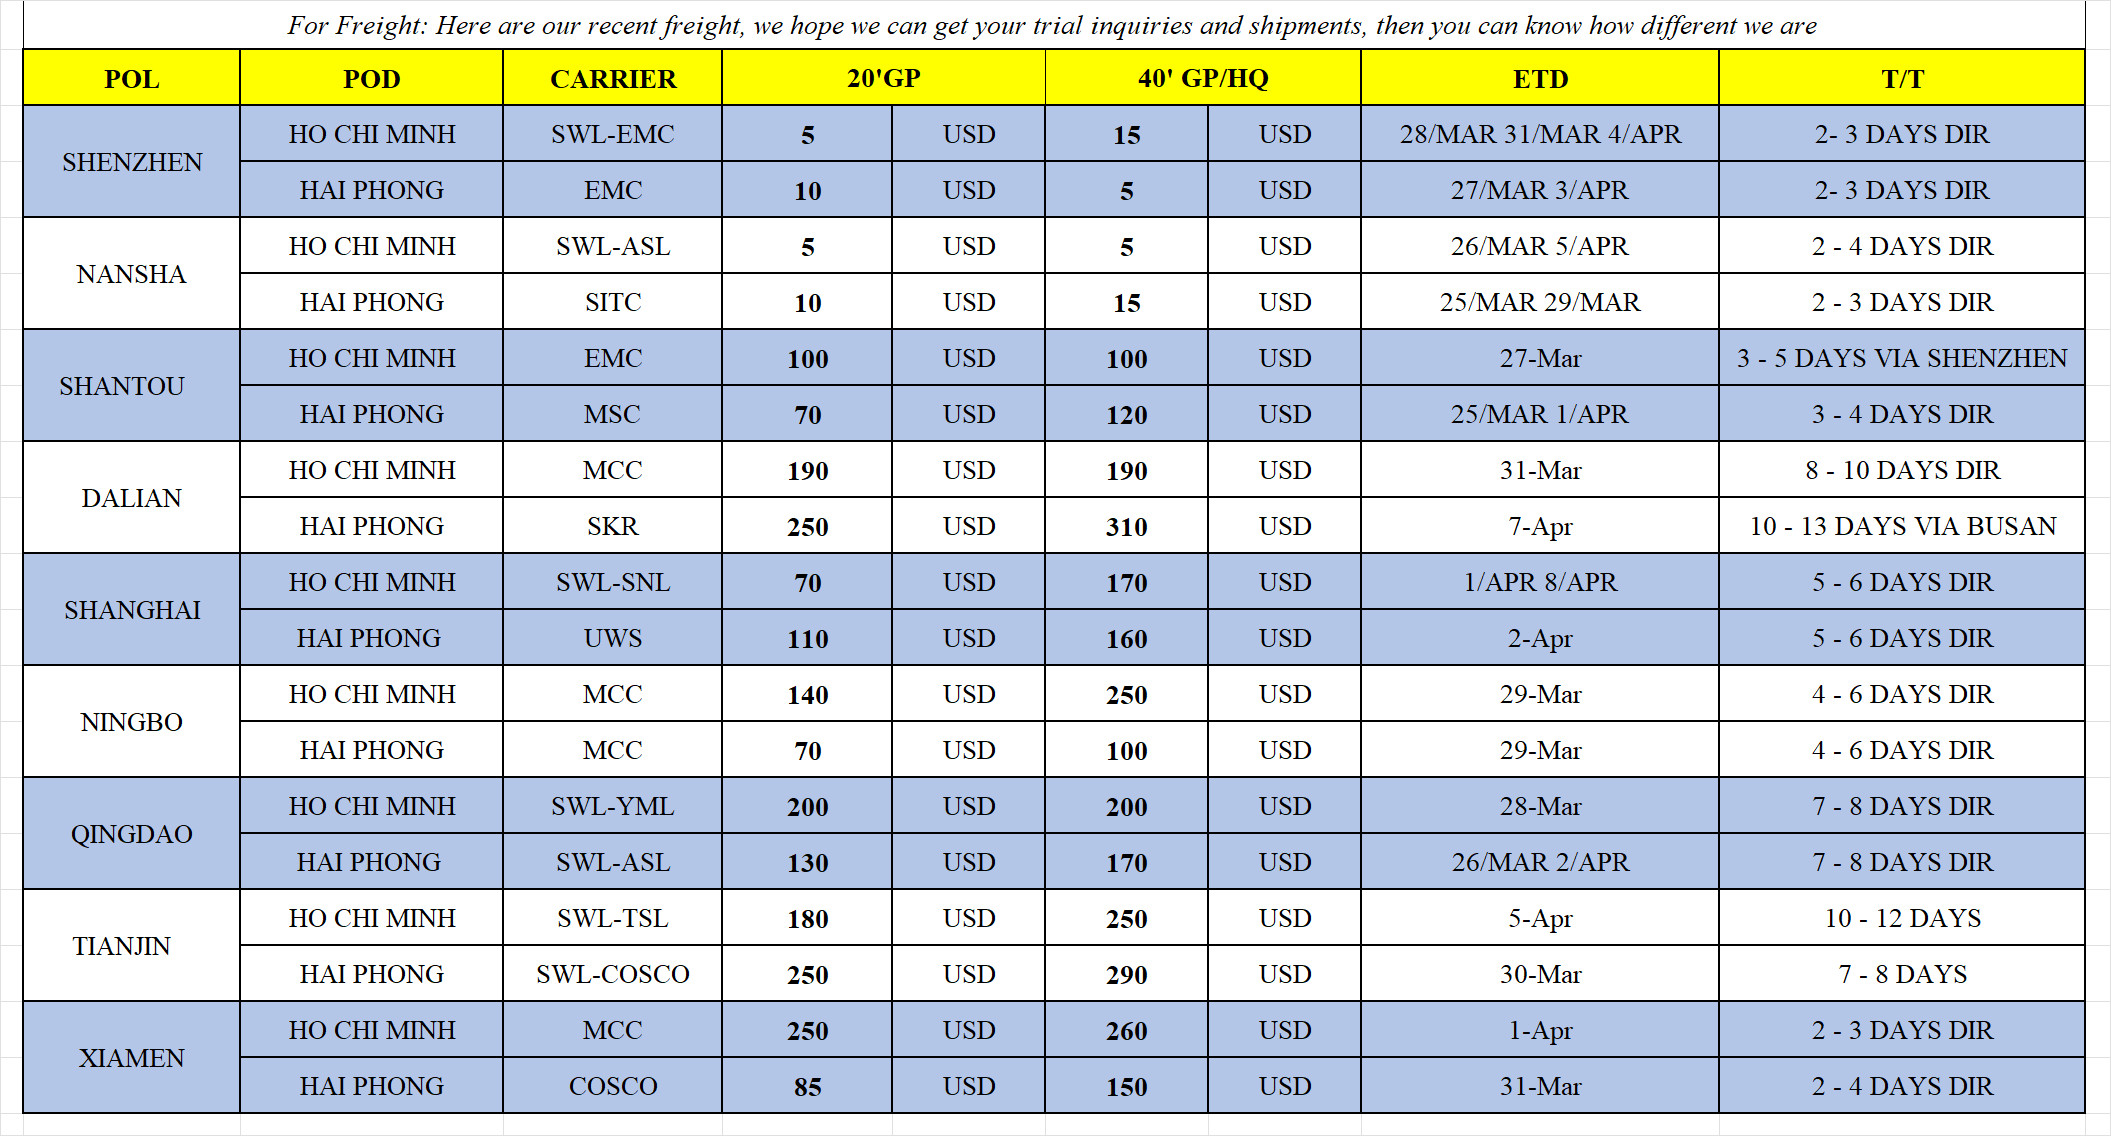 For Freight: Here are our recent freight, we hope we can get your trial inquiries and shipments, then you can know how different we are
POL POD CARRIER 20'GP 40' GP/HQ ETD T/T
SHENZHEN HO CHI MINH SWL-EMC 5 USD 15 USD 28/MAR 31/MAR 4/APR 2- 3 DAYS DIR
HAI PHONG EMC 10 USD 5 USD 27/MAR 3/APR 2- 3 DAYS DIR
NANSHA HO CHI MINH SWL-ASL 5 USD 5 USD 26/MAR 5/APR 2 - 4 DAYS DIR
HAI PHONG SITC 10 USD 15 USD 25/MAR 29/MAR 2 - 3 DAYS DIR
SHANTOU HO CHI MINH EMC 100 USD 100 USD 27-Mar 3 - 5 DAYS VIA SHENZHEN
HAI PHONG MSC 70 USD 120 USD 25/MAR 1/APR 3 - 4 DAYS DIR
DALIAN HO CHI MINH MCC 190 USD 190 USD 31-Mar 8 - 10 DAYS DIR
HAI PHONG SKR 250 USD 310 USD 7-Apr 10 - 13 DAYS VIA BUSAN
SHANGHAI HO CHI MINH SWL-SNL 70 USD 170 USD 1/APR 8/APR 5 - 6 DAYS DIR
HAI PHONG UWS 110 USD 160 USD 2-Apr 5 - 6 DAYS DIR
NINGBO HO CHI MINH MCC 140 USD 250 USD 29-Mar 4 - 6 DAYS DIR
HAI PHONG MCC 70 USD 100 USD 29-Mar 4 - 6 DAYS DIR
QINGDAO HO CHI MINH SWL-YML 200 USD 200 USD 28-Mar 7 - 8 DAYS DIR
HAI PHONG SWL-ASL 130 USD 170 USD 26/MAR 2/APR 7 - 8 DAYS DIR
TIANJIN HO CHI MINH SWL-TSL 180 USD 250 USD 5-Apr 10 - 12 DAYS
HAI PHONG SWL-COSCO 250 USD 290 USD 30-Mar 7 - 8 DAYS
XIAMEN HO CHI MINH MCC 250 USD 260 USD 1-Apr 2 - 3 DAYS DIR
HAI PHONG COSCO 85 USD 150 USD 31-Mar 2 - 4 DAYS DIR